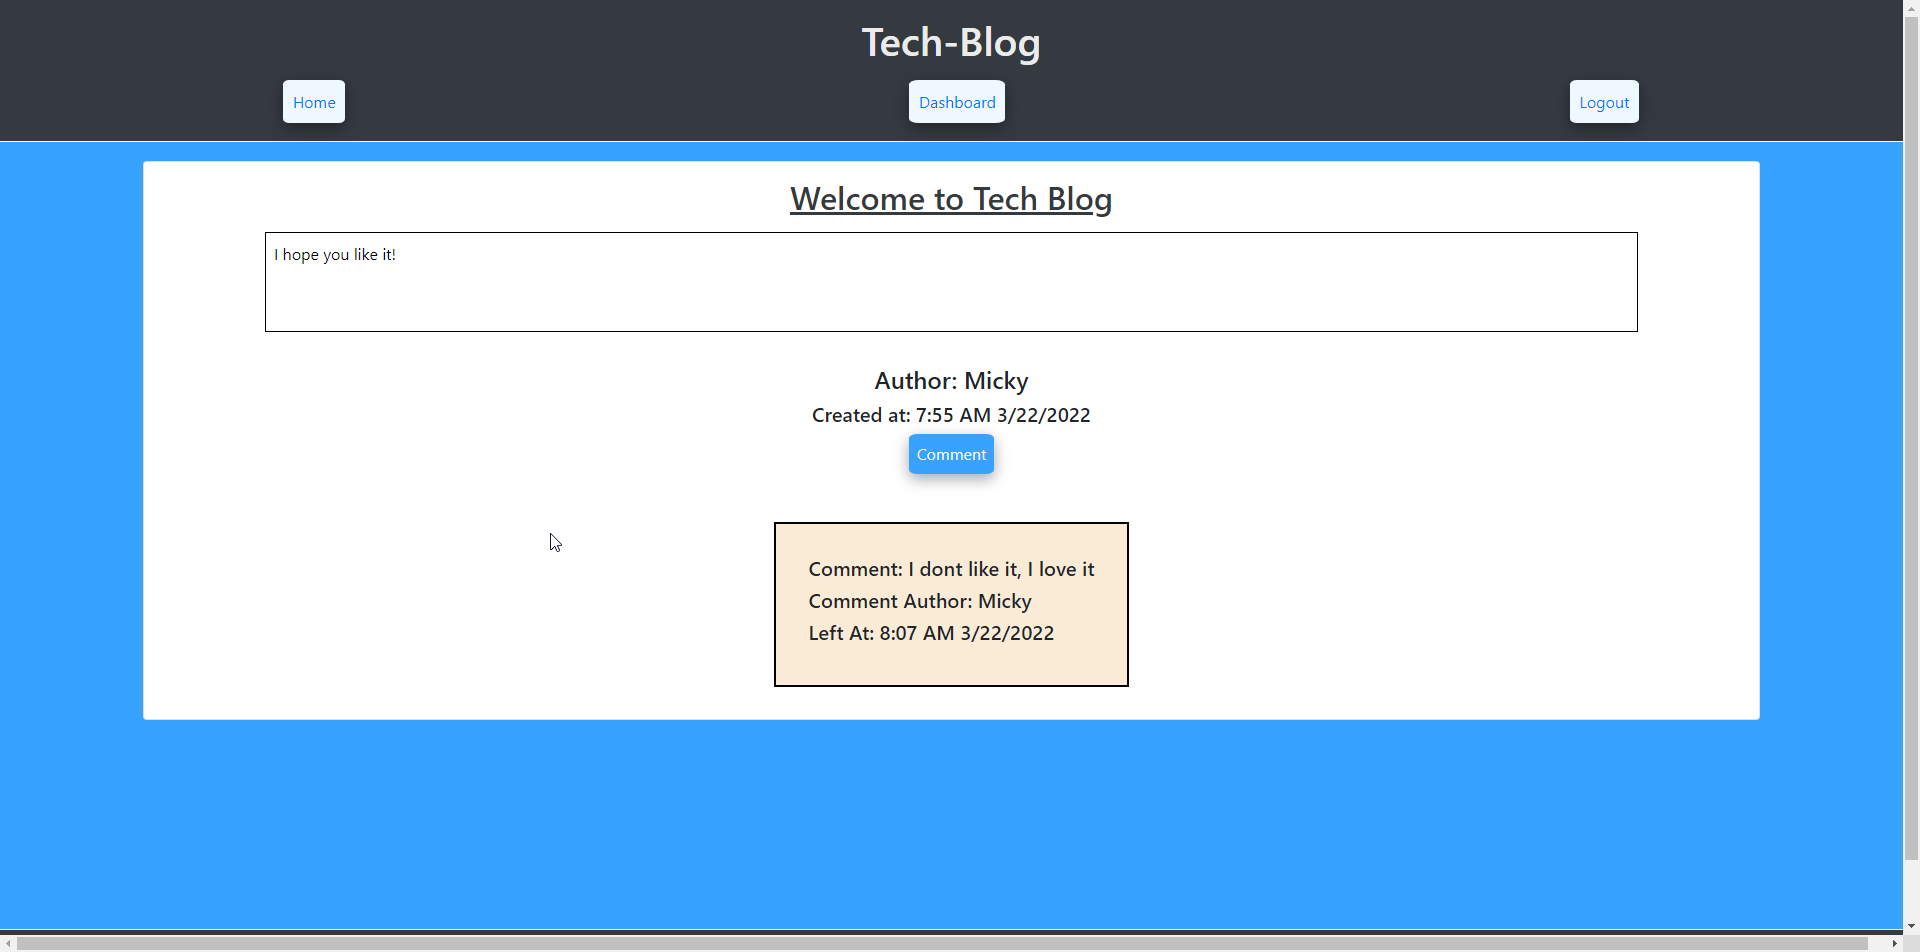 Tech-Blog
Home
Dashboard
Logout
Welcome to Tech Blog
I hope you like it!
Author: Micky
Created at: 7:55 AM 3/22/2022
Comment
Comment: I dont like it, I love it
Comment Author: Micky
Left At: 8:07 AM 3/22/2022